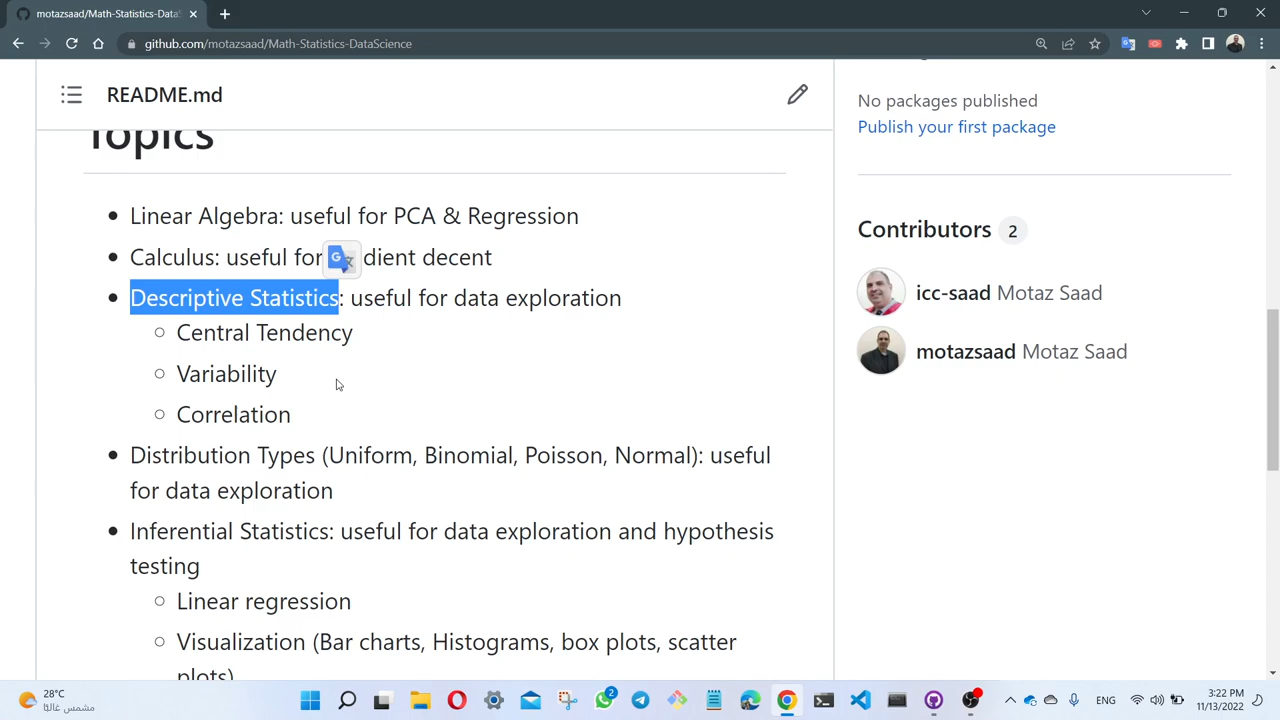 motazsaad/Math-Statistics-Data
github.com/motazsaad/Math-Statistics-DataScience
README.md
Topics
Linear Algebra: useful for PCA & Regression
Calculus: useful for dient decent
Descriptive Statistics: useful for data exploration
Central Tendency
Variability
Correlation
Distribution Types (Uniform, Binomial, Poisson, Normal): useful
for data exploration
Inferential Statistics: useful for data exploration and hypothesis
testing
Linear regression
Visualization (Bar charts, Histograms, box plots, scatter
plots)
No packages published
Publish your first package
Contributors 2
icc-saad Motaz Saad
motazsaad Motaz Saad
28°C
مشمس غالبًا
2
ENG
3:22 PM
11/13/2022